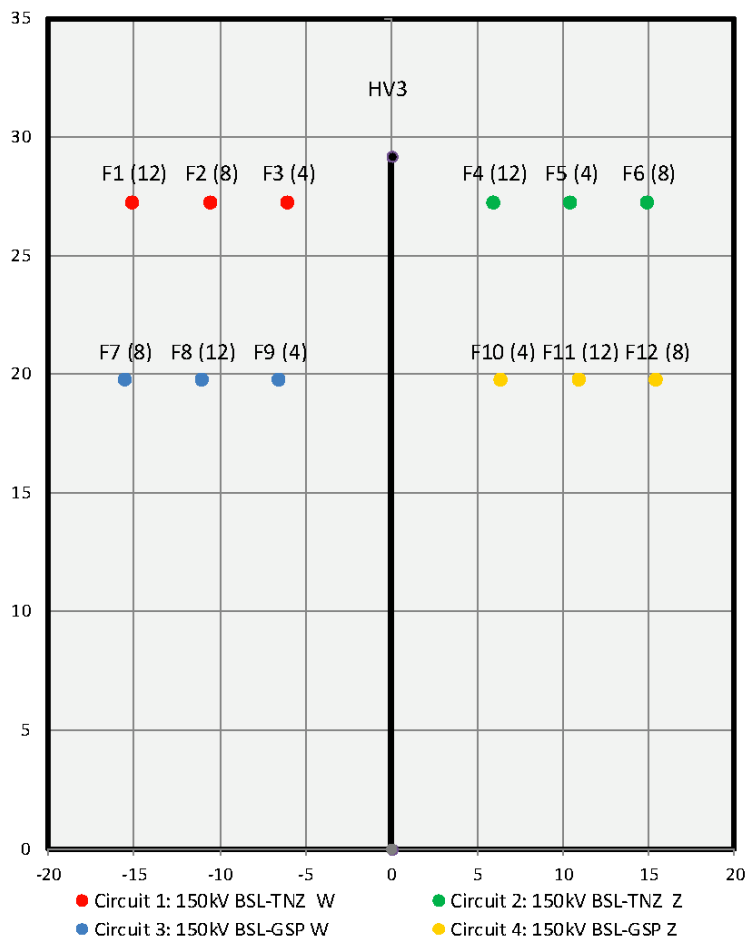 35
HV3
30
F1 (12) F2 (8) F3 (4) F4 (12) F5 (4) F6 (8)
25
F7 (8) F8 (12) F9 (4) F10 (4) F11 (12) F12 (8)
20
15
10
5
0
-20 -15 -10 -5 0 5 10 15 20
Circuit 1: 150kV BSL-TNZ W Circuit 2: 150kV BSL-TNZ Z
Circuit 3: 150kV BSL-GSP W Circuit 4: 150kV BSL-GSP Z